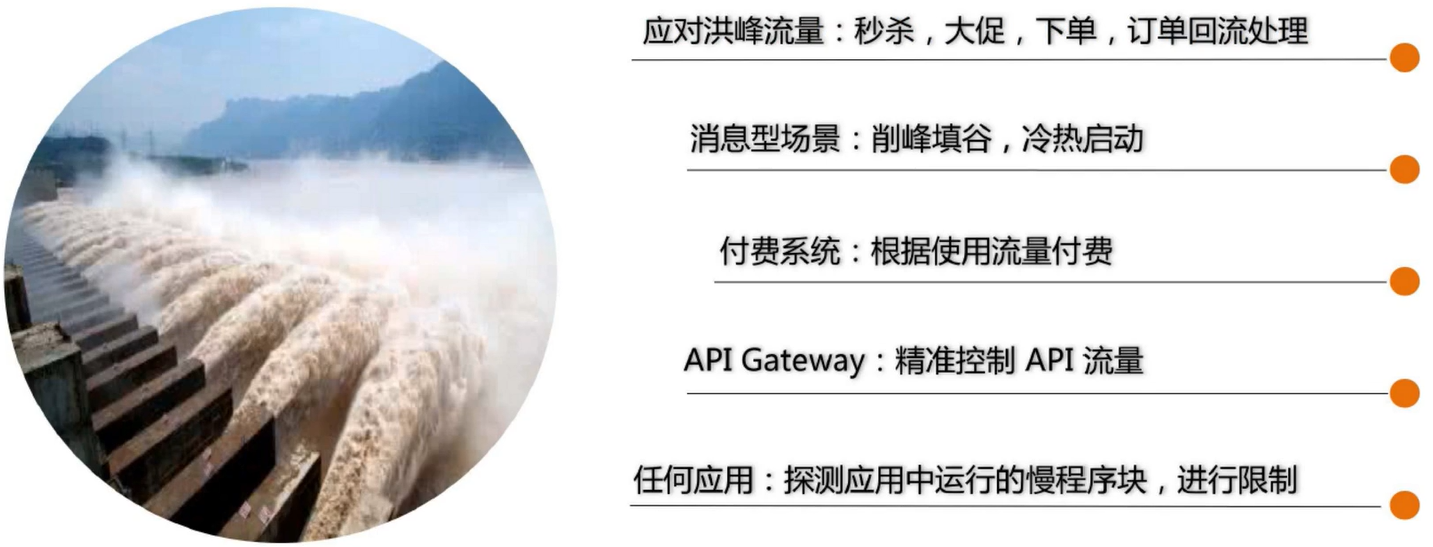 应对洪峰流量：秒杀，大促，下单，订单回流处理
消息型场景：削峰填谷，冷热启动
付费系统：根据使用流量付费
API Gateway：精准控制 API 流量
任何应用：探测应用中运行的慢程序块，进行限制